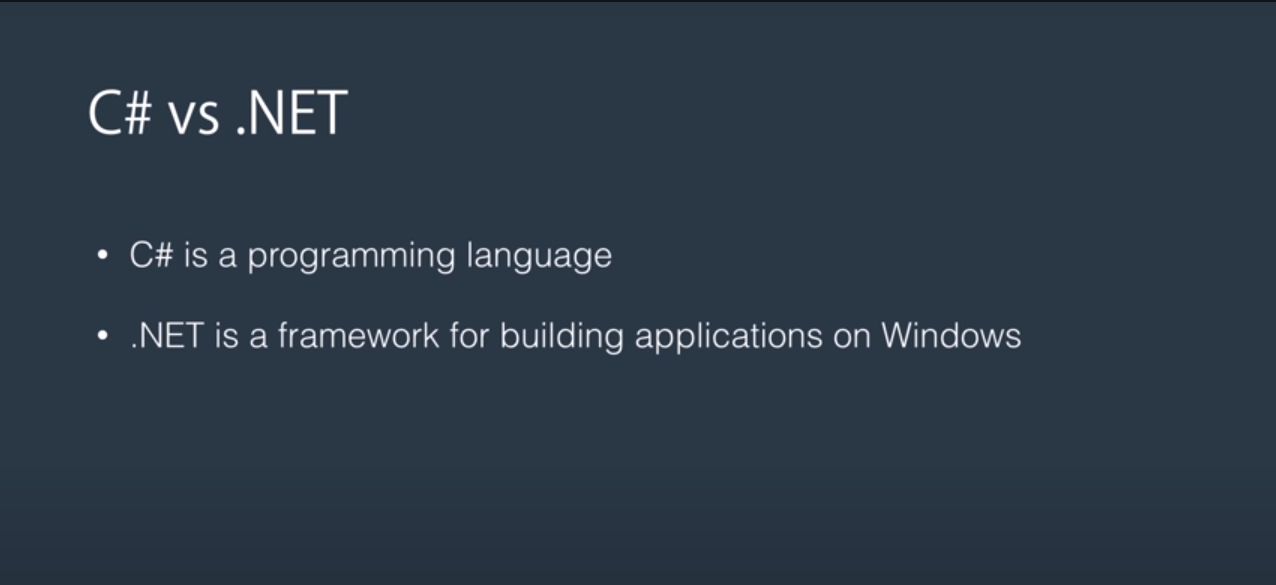 C# vs .NET
• C# is a programming language
• .NET is a framework for building applications on Windows